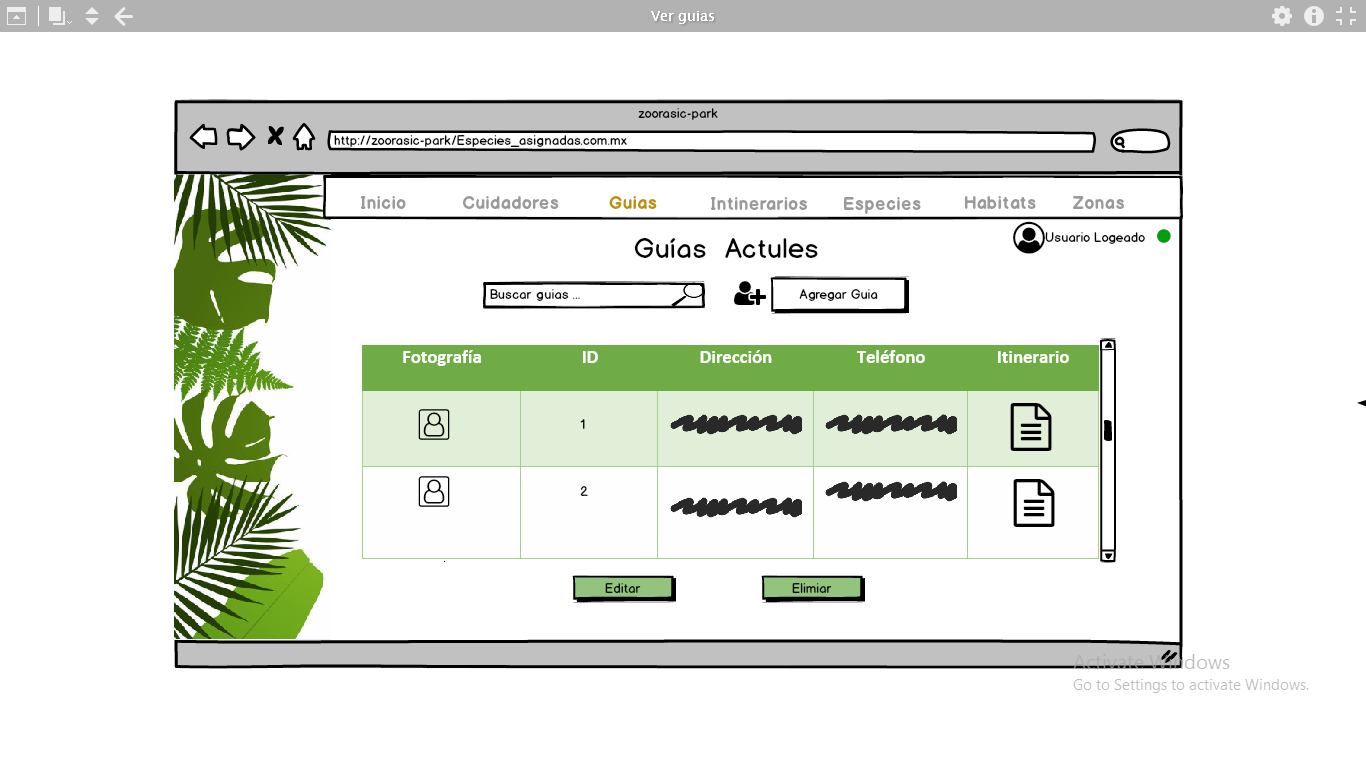 Ver guias
zoorasic-park
http://zoorasic-park/Especies_asignadas.com.mx
Inicio Cuidadores Guias Intinerarios Especies Habitats Zonas
Usuario Logeado
Guías Actules
Buscar guias ... Agregar Guia
Fotografía ID Dirección Teléfono Itinerario
1
2
Editar Elimiar
Activate Windows
Go to Settings to activate Windows.